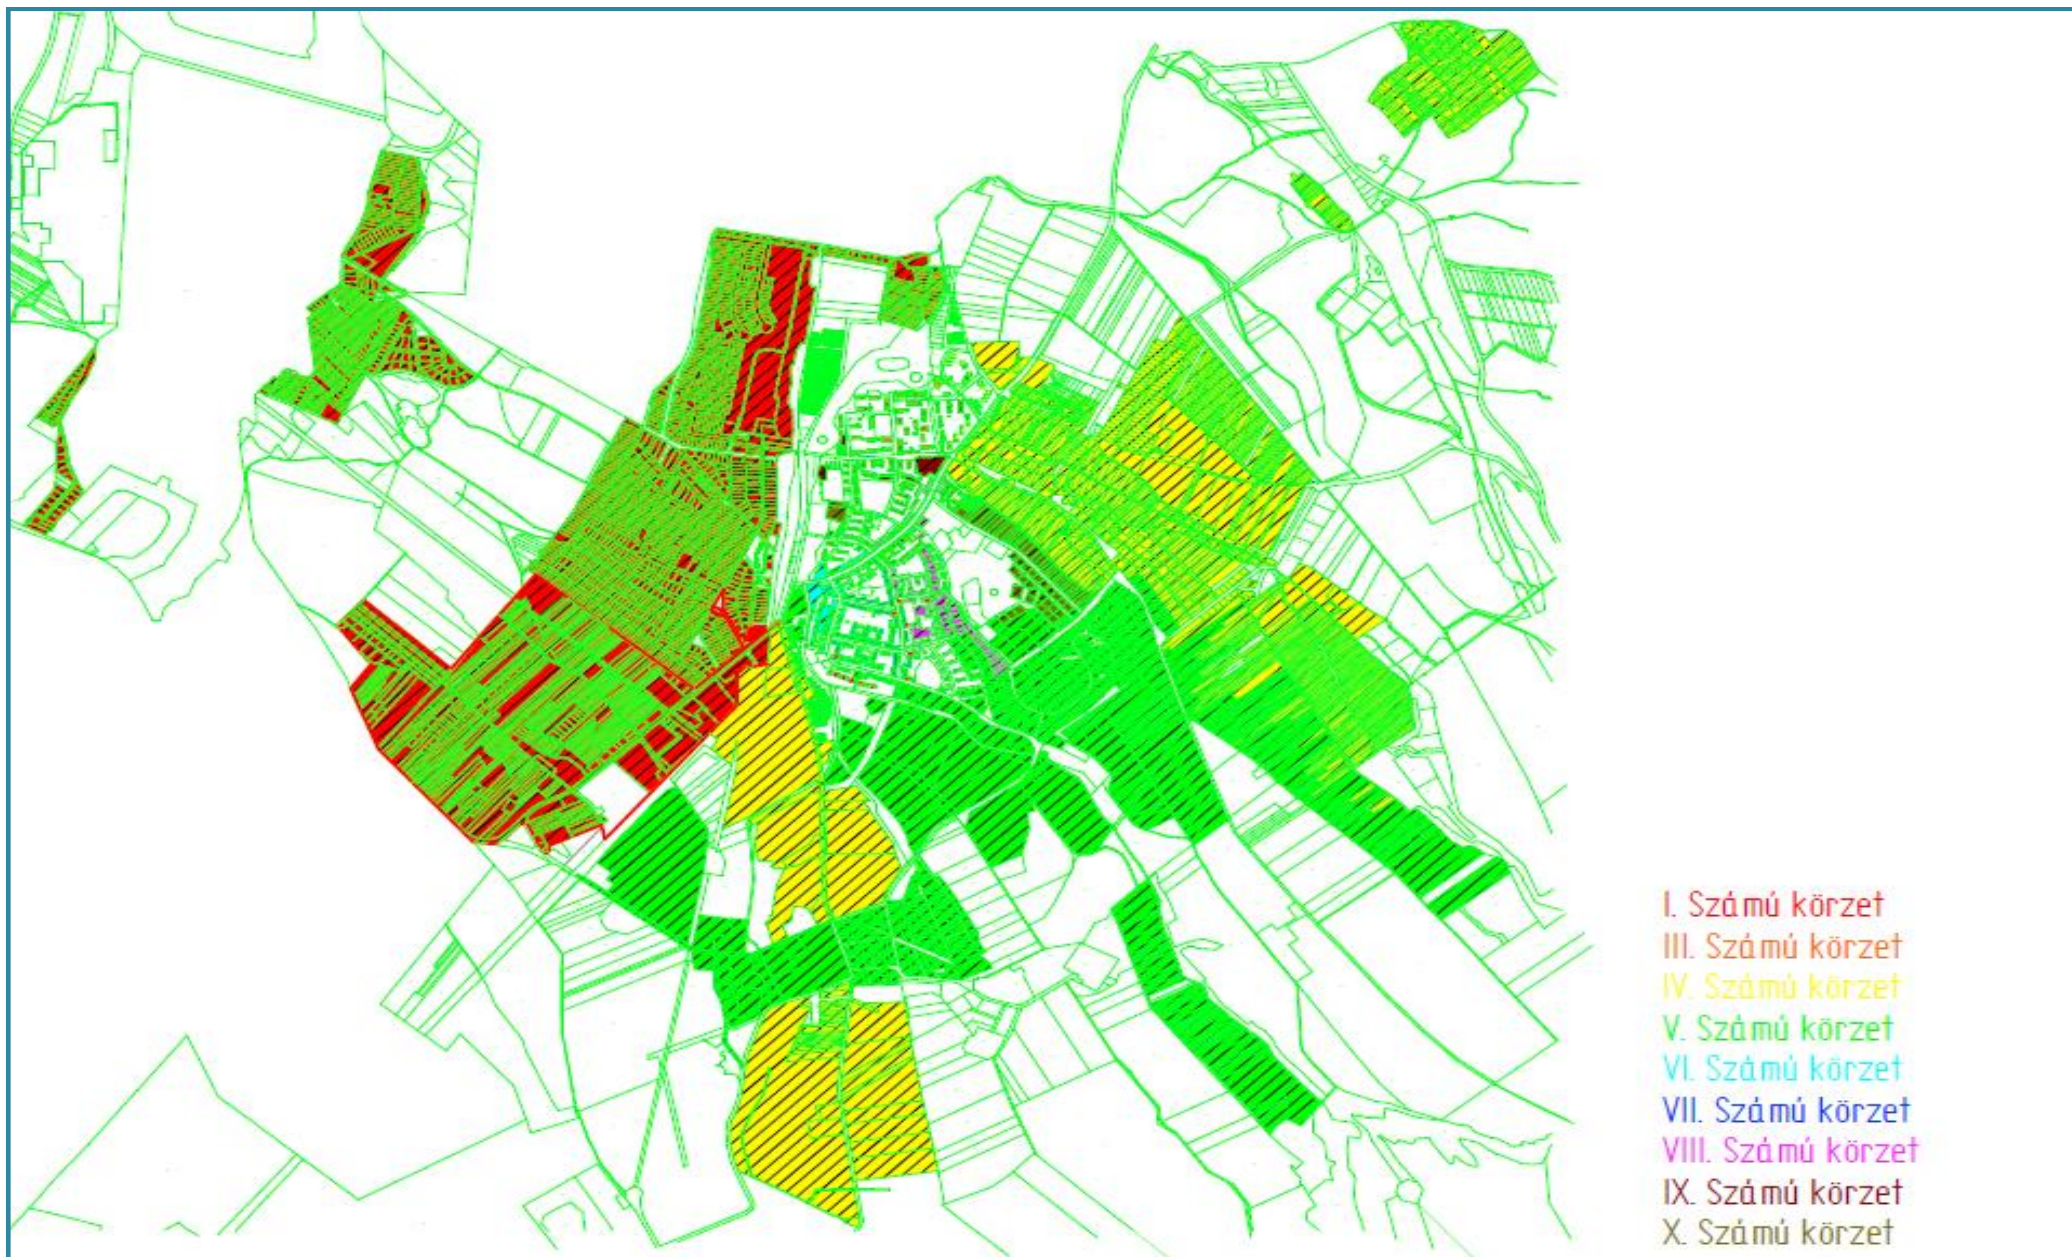 I. Számú körzet
III. Számú körzet
IV. Számú körzet
V. Számú körzet
VI. Számú körzet
VII. Számú körzet
VIII. Számú körzet
IX. Számú körzet
X. Számú körzet